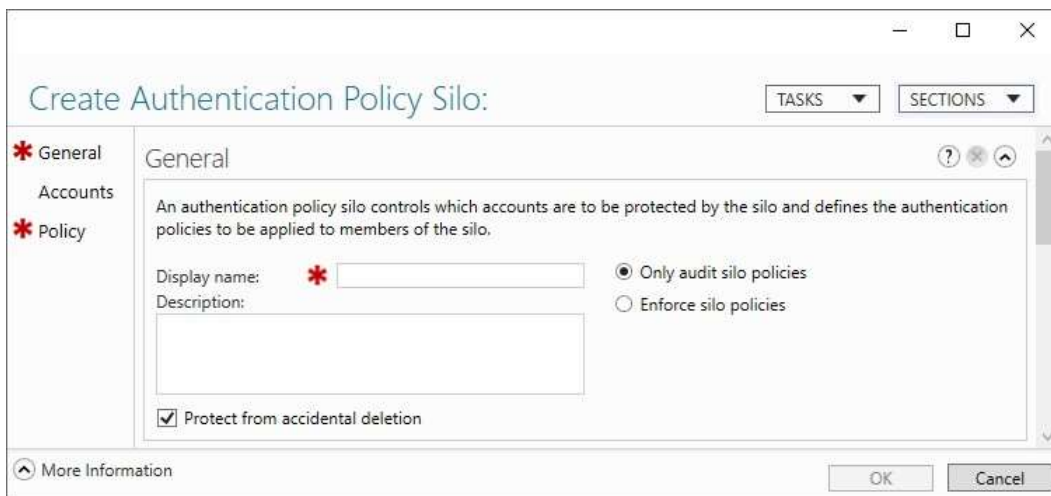 Create Authentication Policy Silo:
TASKS
SECTIONS
General
Accounts
Policy
General
An authentication policy silo controls which accounts are to be protected by the silo and defines the authentication
policies to be applied to members of the silo.
Display name:
Only audit silo policies
Enforce silo policies
Description:
Protect from accidental deletion
More Information
OK
Cancel